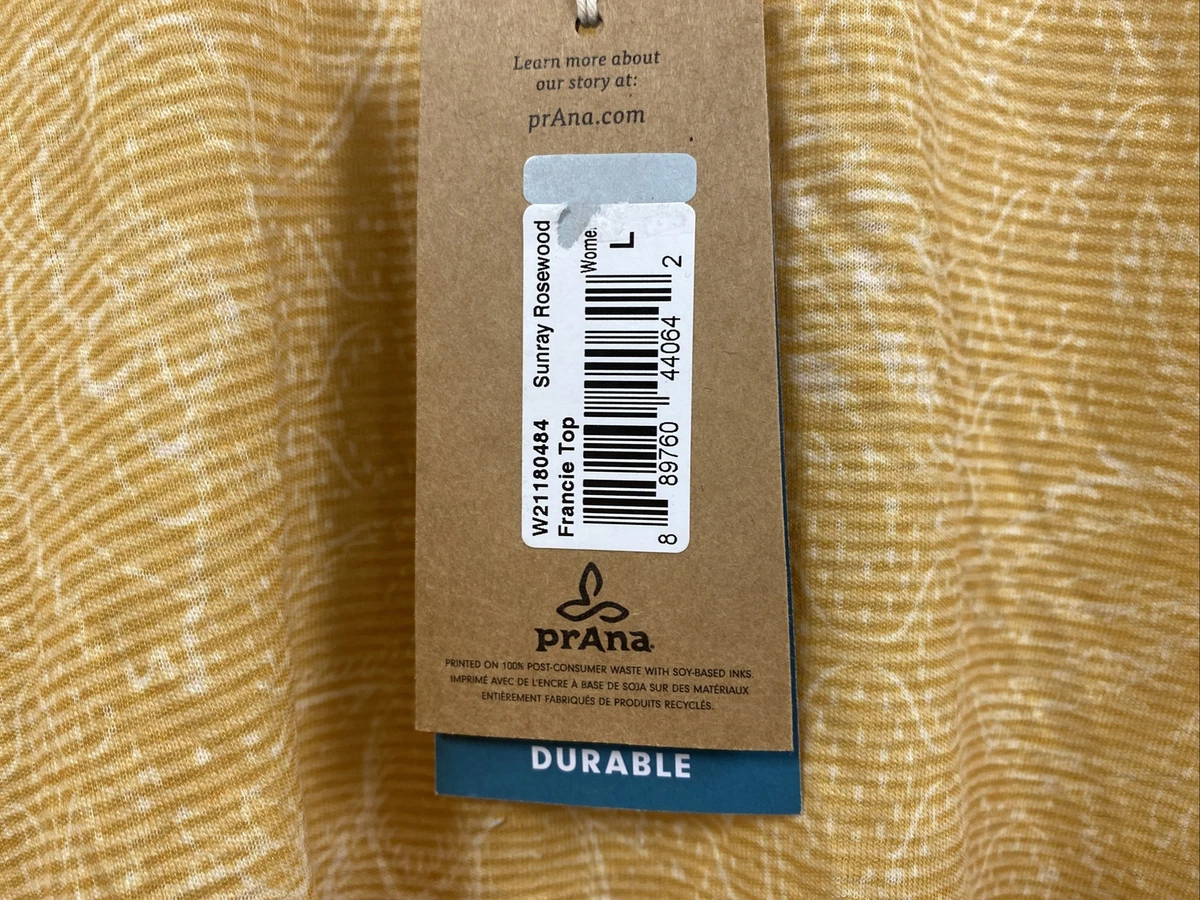 Learn more about
our story at:
prAna.com
W21180484 Sunray Rosewood
Francie Top
Wome
L
8 89760 44064 2
prAna
PRINTED ON 100% POST-CONSUMER WASTE WITH SOY-BASED INKS.
IMPRIMÉ AVEC DE L'ENCRE À BASE DE SOJA SUR DES MATÉRIAUX
ENTIÈREMENT FABRIQUÉS DE PRODUITS RECYCLÉS.
DURABLE